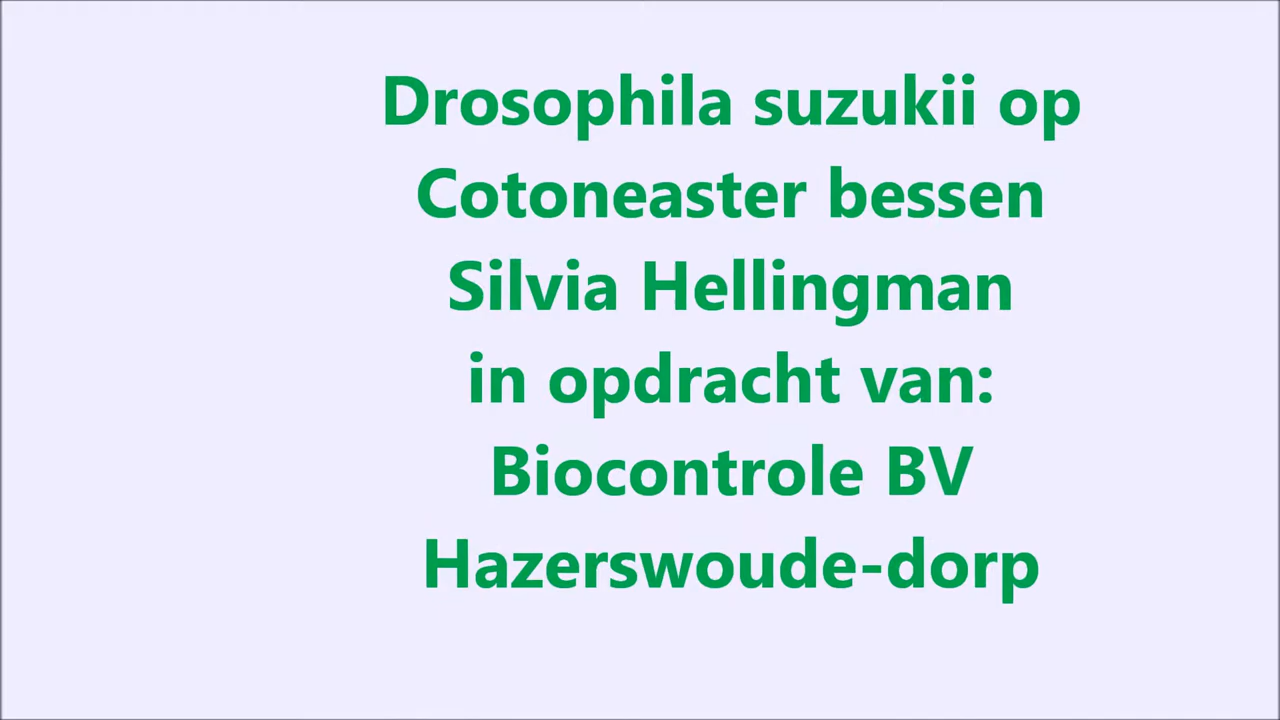 Drosophila suzukii op
Cotoneaster bessen
Silvia Hellingman
in opdracht van:
Biocontrole BV
Hazerswoude-dorp